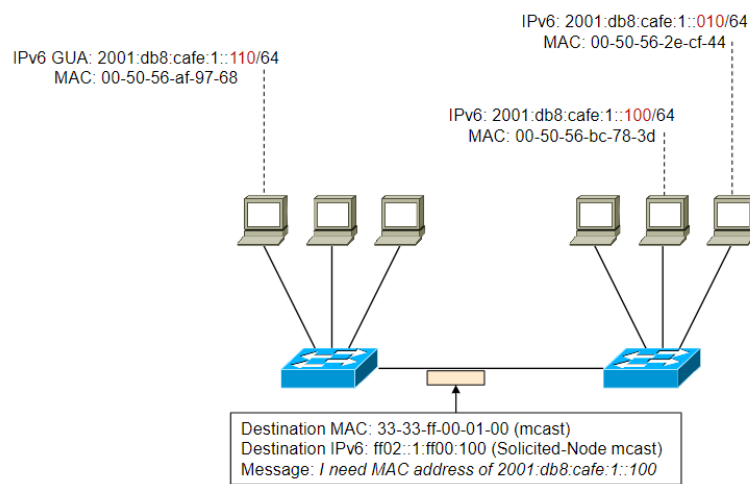 IPv6: 2001:db8:cafe:1::010/64
MAC: 00-50-56-2e-cf-44
IPv6 GUA: 2001:db8:cafe:1::110/64
MAC: 00-50-56-af-97-68
IPv6: 2001:db8:cafe:1::100/64
MAC: 00-50-56-bc-78-3d
Destination MAC: 33-33-ff-00-01-00 (mcast)
Destination IPv6: ff02::1:ff00:100 (Solicited-Node mcast)
Message: I need MAC address of 2001:db8:cafe:1::100